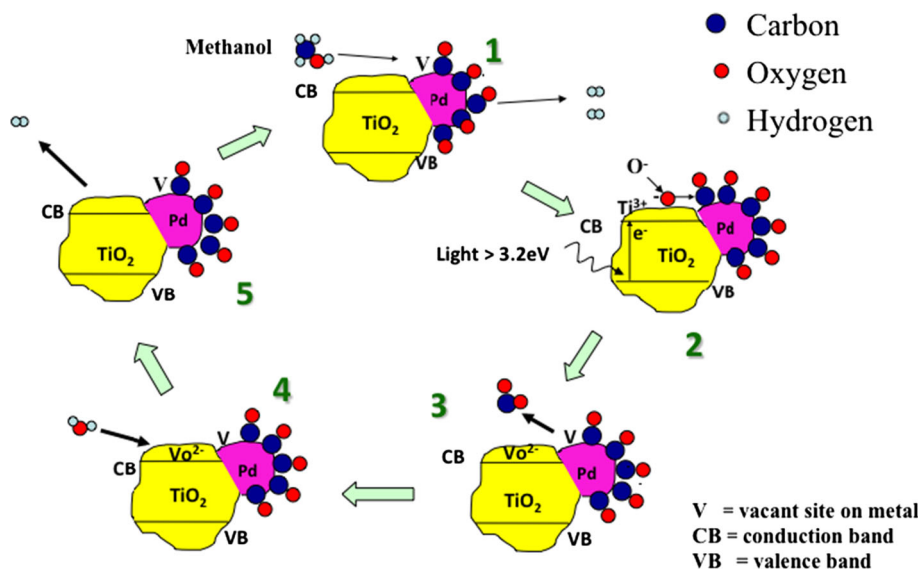 Methanol
V
1
CB
Pd
TiO2
VB
Carbon
Oxygen
Hydrogen
O-
-
Ti3+
CB
e-
Pd
TiO2
Light > 3.2eV
VB
2
V
CB
Pd
TiO2
VB
5
4
V
Vo2-
CB
Pd
TiO2
VB
3
V
Vo2-
CB
Pd
TiO2
VB
V = vacant site on metal
CB = conduction band
VB = valence band